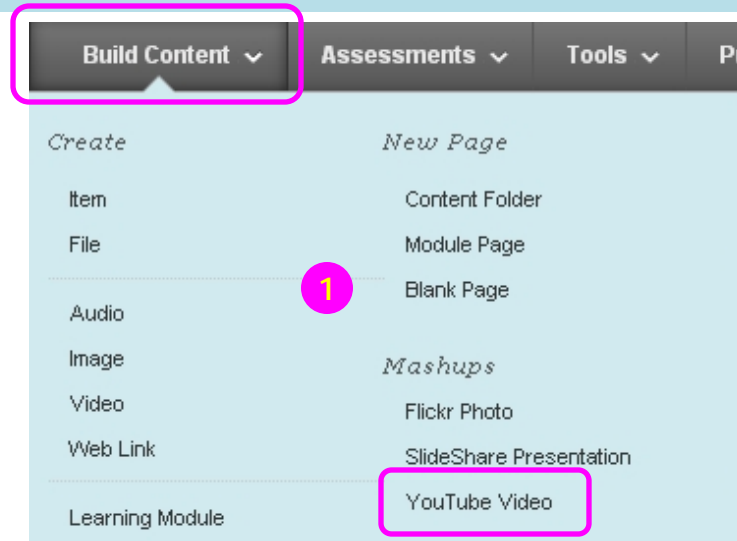 Build Content Assessments Tools
Create
Item
File
Audio
Image
Video
Web Link
Learning Module
New Page
Content Folder
Module Page
Blank Page
Mashups
Flickr Photo
SlideShare Presentation
YouTube Video
1